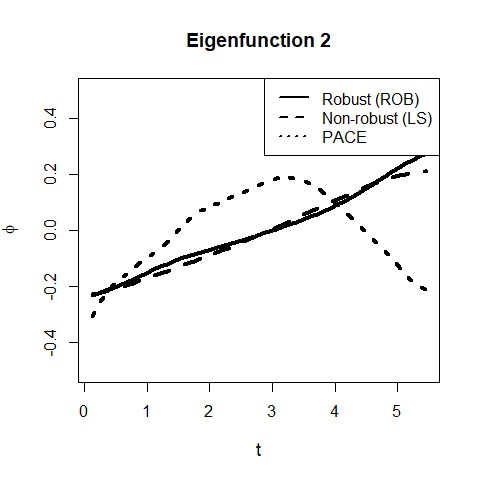 Eigenfunction 2
Robust (ROB)
Non-robust (LS)
PACE
0.4
0.2
0.0
-0.2
-0.4
ϕ
0 1 2 3 4 5
t